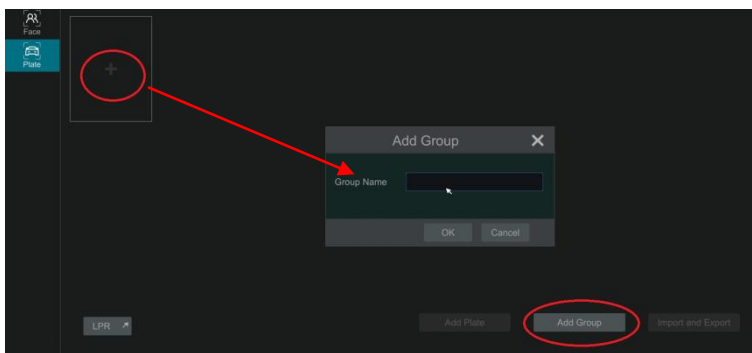 Face
Plate
+
Add Group
Group Name
OK Cancel
LPR
Add Plate Add Group Import and Export